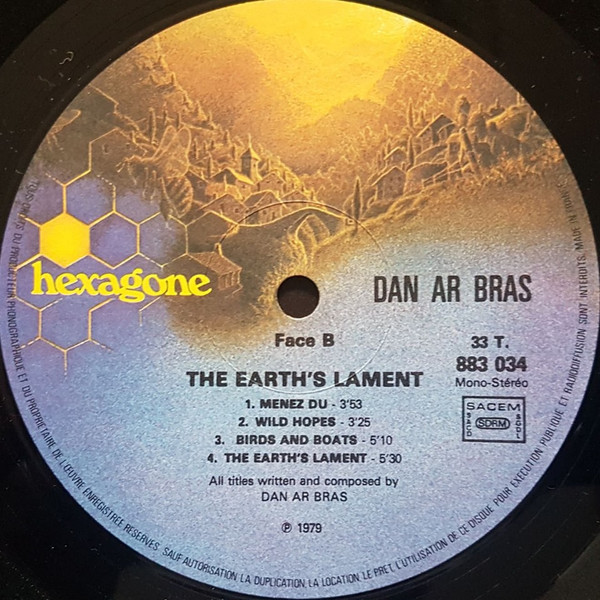 hexagone
DAN AR BRAS
Face B
33 T.
883 034
Mono-Stéréo
THE EARTH'S LAMENT
1. MENEZ DU - 3'53
2. WILD HOPES - 3'25
3. BIRDS AND BOATS - 5'10
4. THE EARTH'S LAMENT - 5'30
SACEM
SACD
SDRM
SGDL
All titles written and composed by
DAN AR BRAS
℗ 1979
DU PRODUCTEUR PHONOGRAPHIQUE ET DU PROPRIETAIRE DE L'ŒUVRE ENREGISTREE RESERVES. SAUF AUTORISATION LA DUPLICATION, LA LOCATION, LE PRET, L'UTILISATION DE CE DISQUE POUR EXECUTION PUBLIQUE ET RADIODIFFUSION SONT INTERDITS. MADE IN